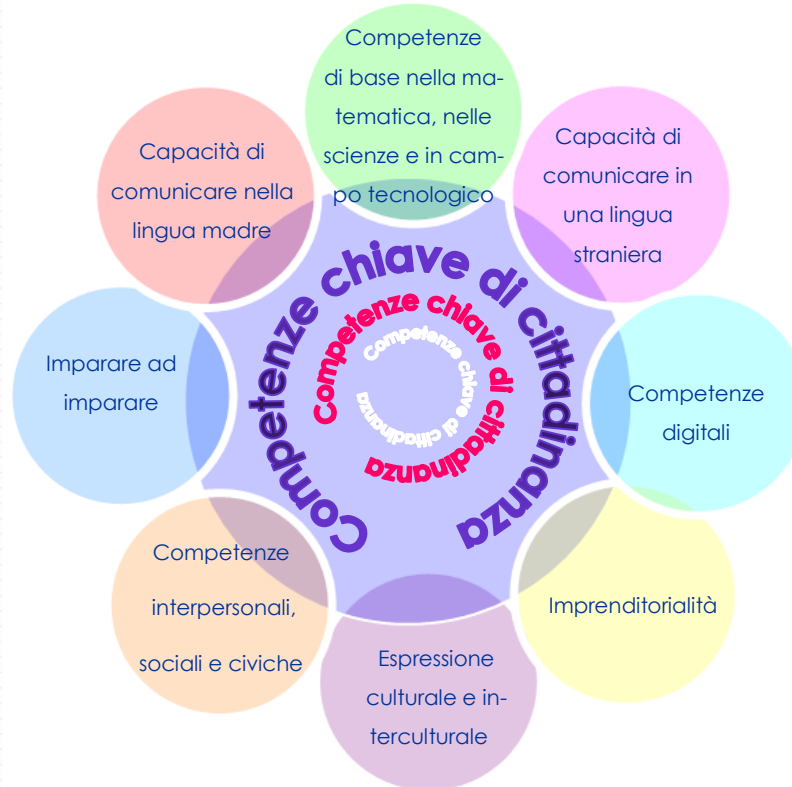 Competenze
di base nella ma-
tematica, nelle
scienze e in cam-
po tecnologico
Capacità di
comunicare in
una lingua
straniera
Competenze
digitali
Imprenditorialità
Espressione
culturale e in-
terculturale
Competenze
interpersonali,
sociali e civiche
Imparare ad
imparare
Capacità di
comunicare nella
lingua madre
Competenze chiave di cittadinanza
Competenze chiave di cittadinanza
Competenze chiave di cittadinanza